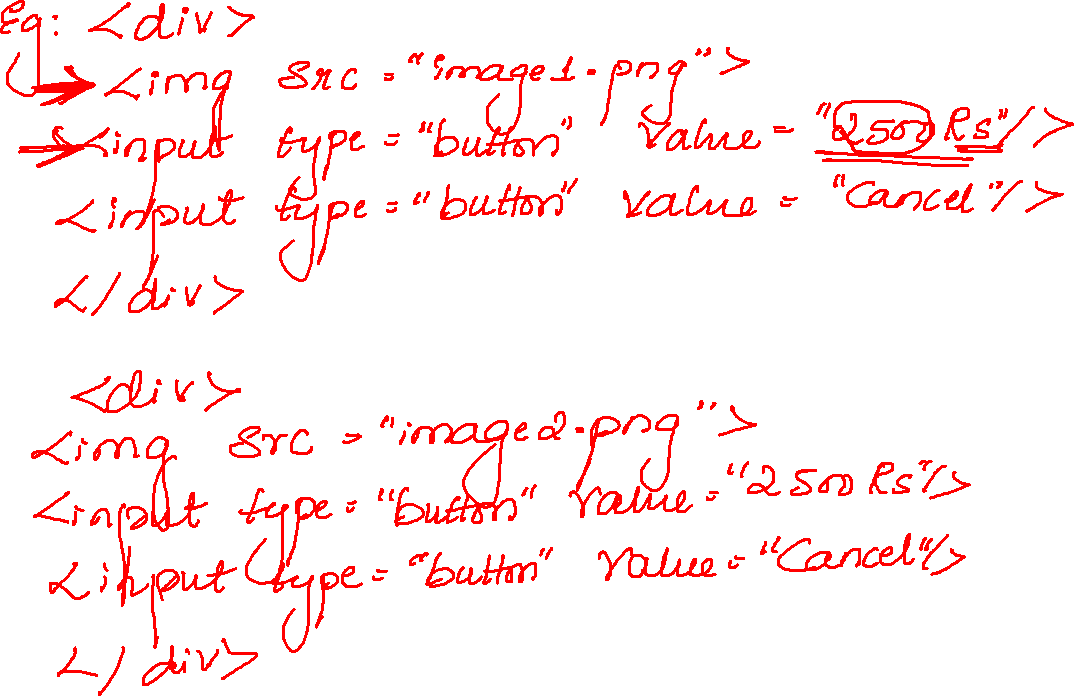 Eg: <div>
<img src = "image1.png">
<input type = "button" value = "2500 Rs"/>
<input type = "button" value = "Cancel"/>
</div>
<div>
<img src = "image2.png">
<input type = "button" value = "2500 Rs"/>
<input type = "button" value = "Cancel"/>
</div>